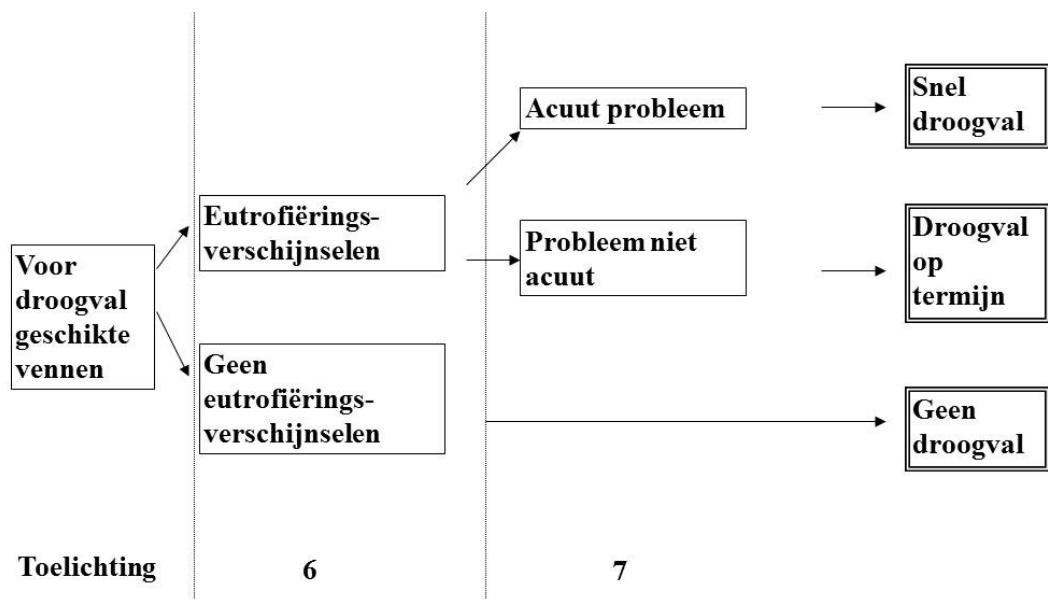 Voor
droogval
geschikte
vennen
Eutrofiërings-
verschijnselen
Geen
eutrofiërings-
verschijnselen
Acuut probleem
Probleem niet
acuut
Snel
droogval
Droogval
op
termijn
Geen
droogval
Toelichting
6
7